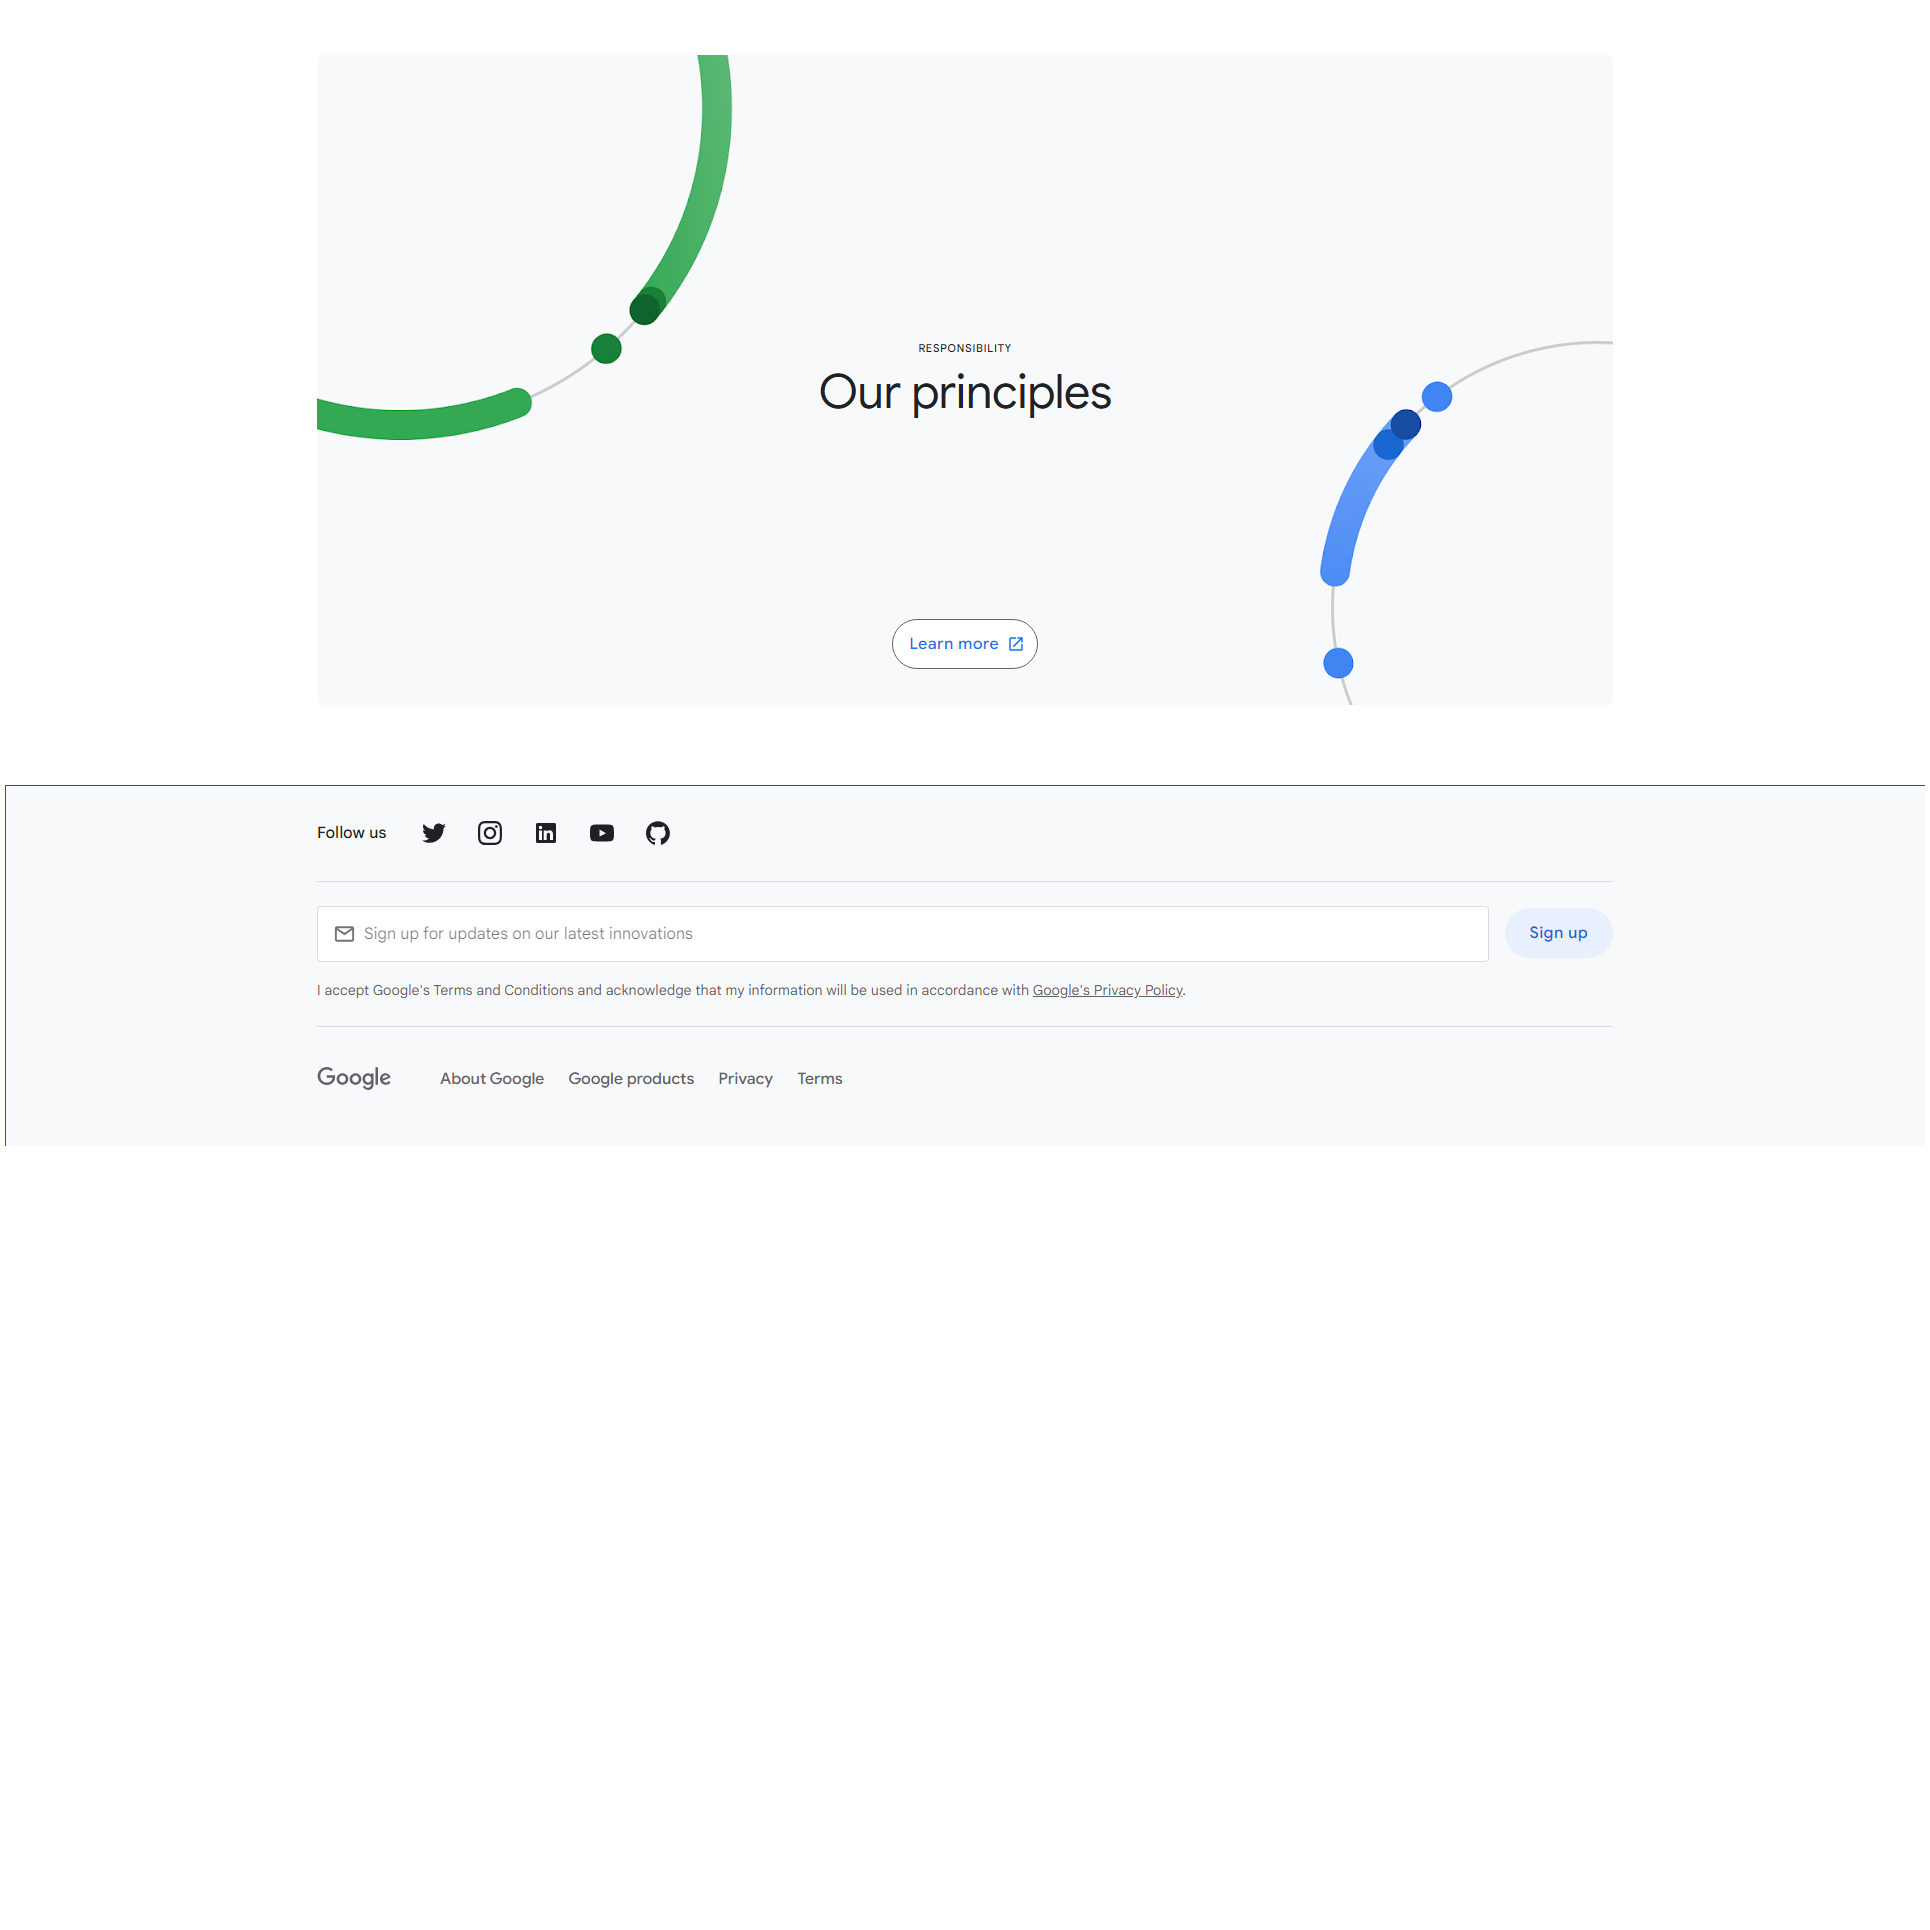 RESPONSIBILITY
Our principles
Learn more
Follow us
Sign up for updates on our latest innovations
Sign up
I accept Google's Terms and Conditions and acknowledge that my information will be used in accordance with Google's Privacy Policy.
Google About Google Google products Privacy Terms